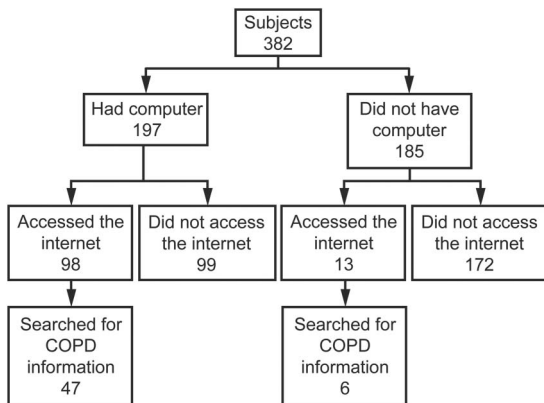 Subjects
382
Had computer
197
Did not have
computer
185
Accessed the
internet
98
Did not access
the internet
99
Accessed the
internet
13
Did not access
the internet
172
Searched for
COPD
information
47
Searched for
COPD
information
6